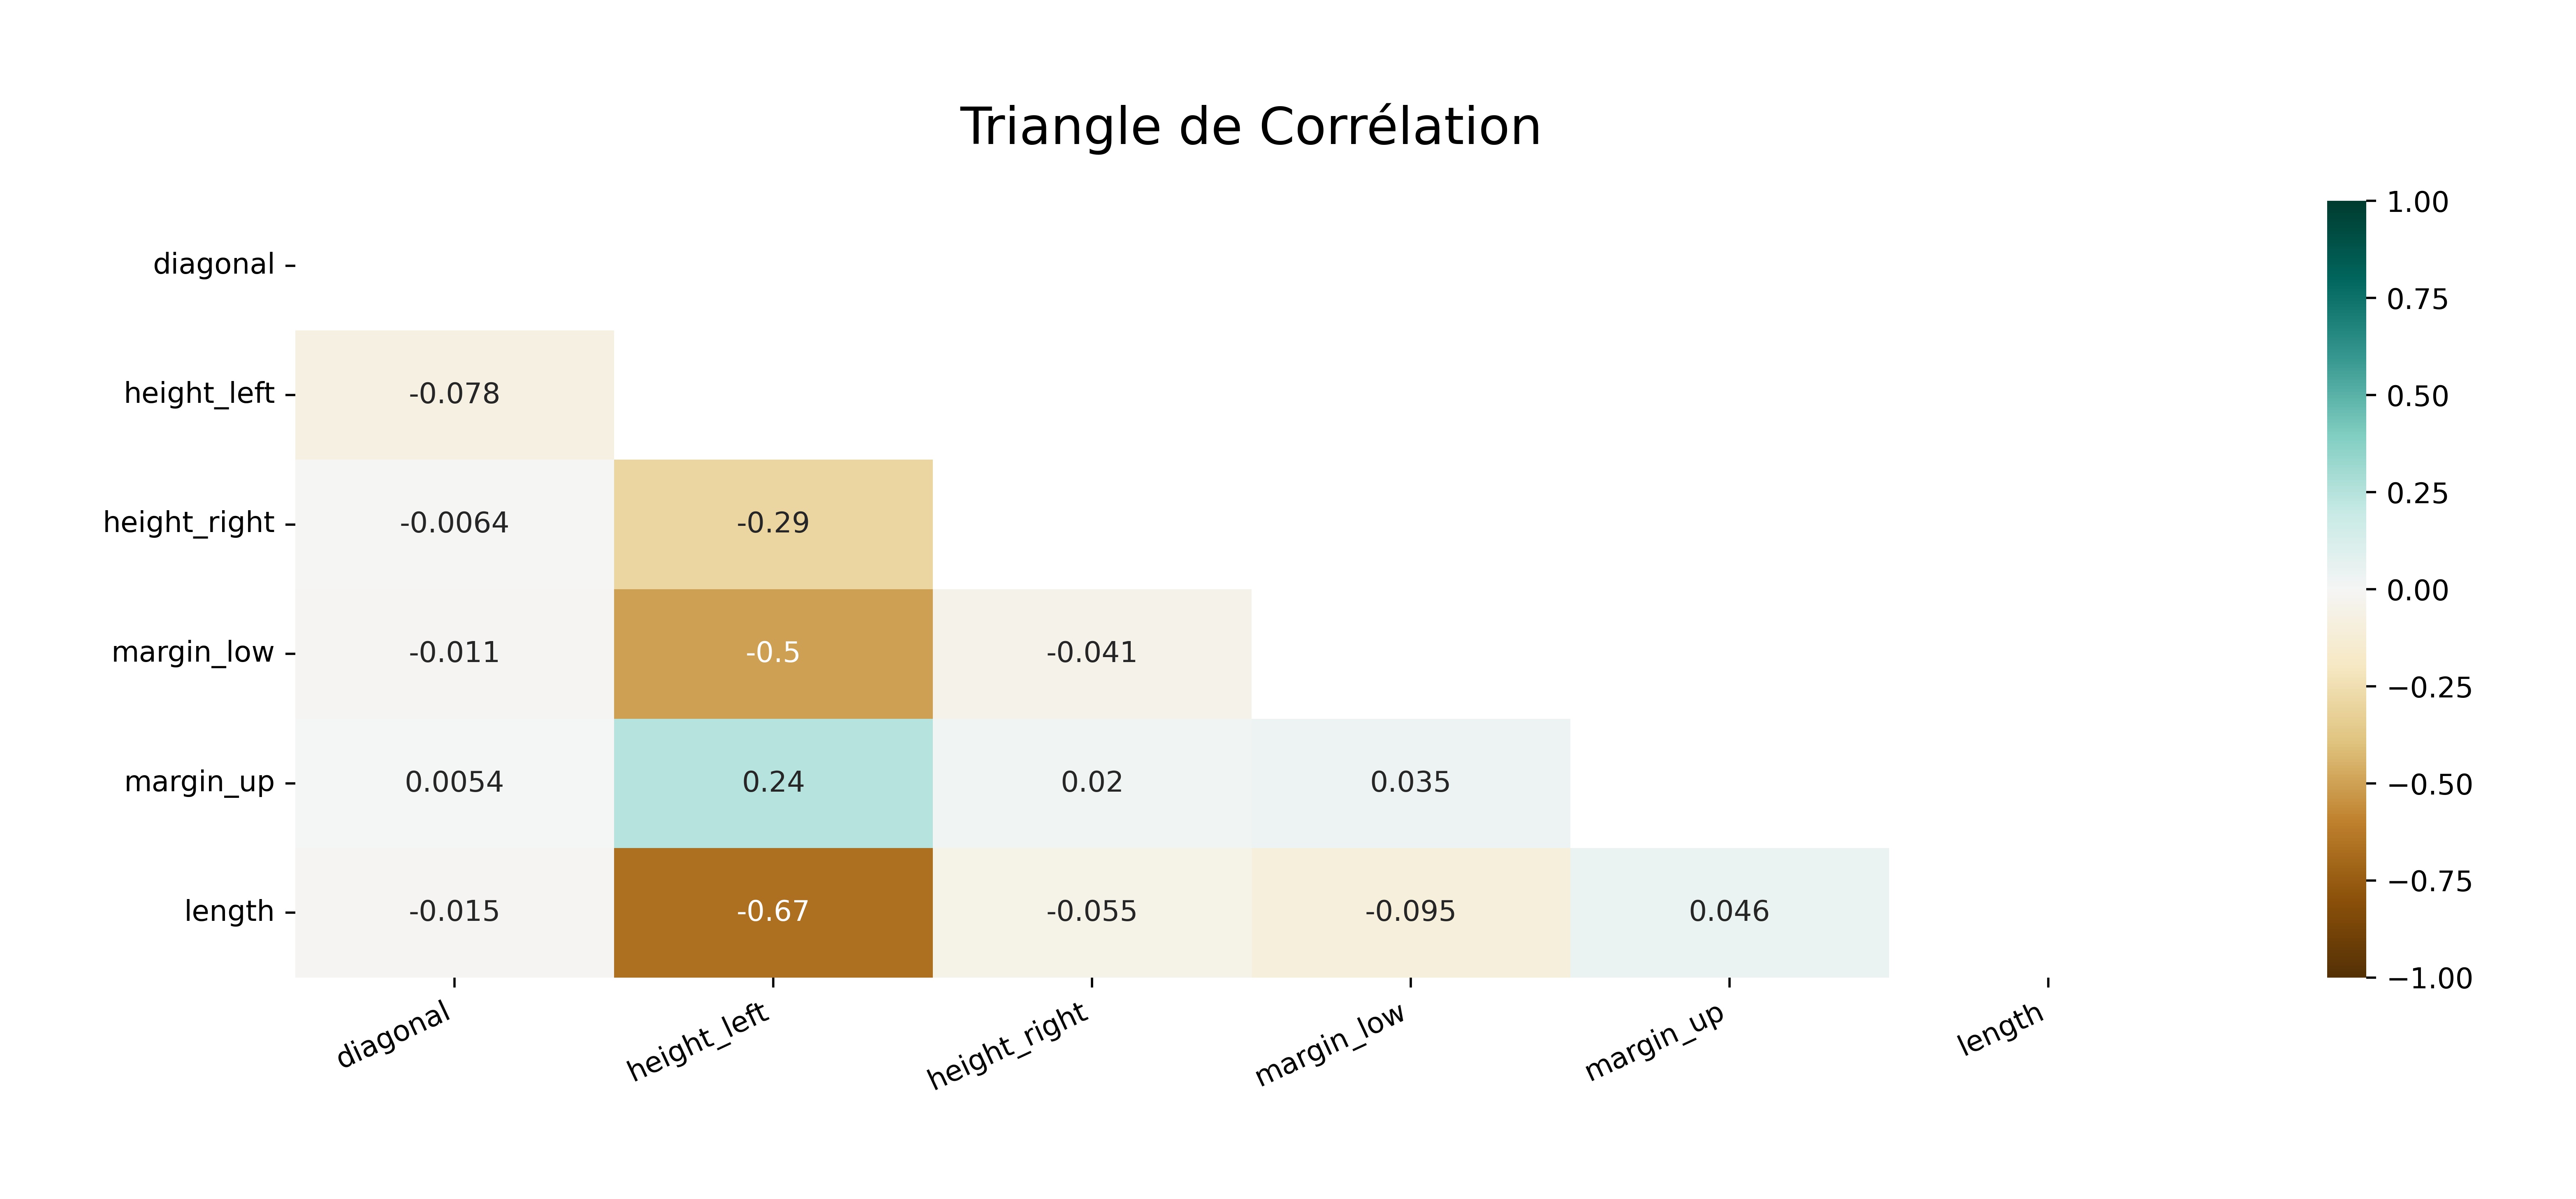 Triangle de Corrélation
diagonal
height_left -0.078
height_right -0.0064 -0.29
margin_low -0.011 -0.5 -0.041
margin_up 0.0054 0.24 0.02 0.035
length -0.015 -0.67 -0.055 -0.095 0.046
diagonal height_left height_right margin_low margin_up length
1.00
0.75
0.50
0.25
0.00
−0.25
−0.50
−0.75
−1.00